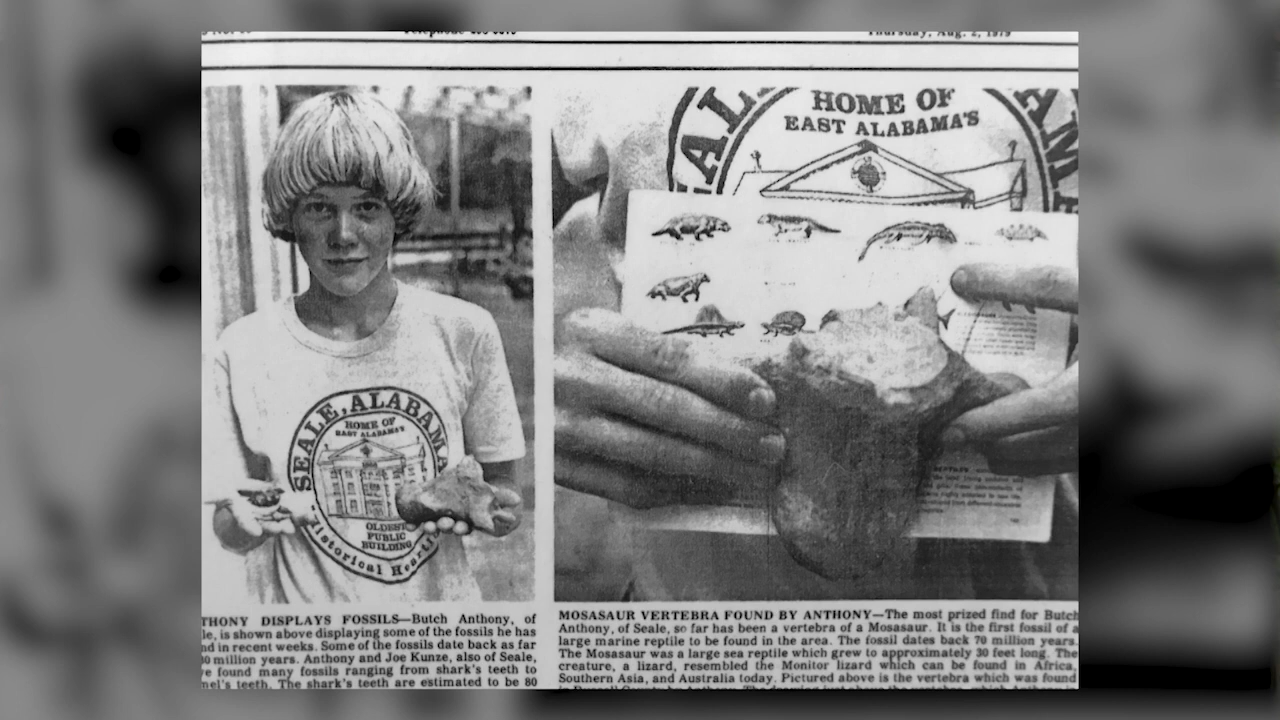 Thursday, Aug. 2, 1979
SEALE, ALABAMA
HOME OF
EAST ALABAMA'S
OLDEST
PUBLIC
BUILDING
Historical Heart
HOME OF
EAST ALABAMA'S
THONY DISPLAYS FOSSILS—Butch Anthony, of
le, is shown above displaying some of the fossils he has
nd in recent weeks. Some of the fossils date back as far
80 million years. Anthony and Joe Kunze, also of Seale,
ve found many fossils ranging from shark's teeth to
mel's teeth. The shark's teeth are estimated to be 80
MOSASAUR VERTEBRA FOUND BY ANTHONY—The most prized find for Butch
Anthony, of Seale, so far has been a vertebra of a Mosasaur. It is the first fossil of a
large marine reptile to be found in the area. The fossil dates back 70 million years.
The Mosasaur was a large sea reptile which grew to approximately 30 feet long. The
creature, a lizard, resembled the Monitor lizard which can be found in Africa,
Southern Asia, and Australia today. Pictured above is the vertebra which was found